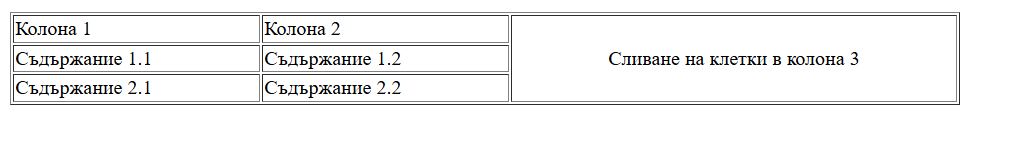 Колона 1
Колона 2
Сливане на клетки в колона 3
Съдържание 1.1
Съдържание 1.2
Съдържание 2.1
Съдържание 2.2